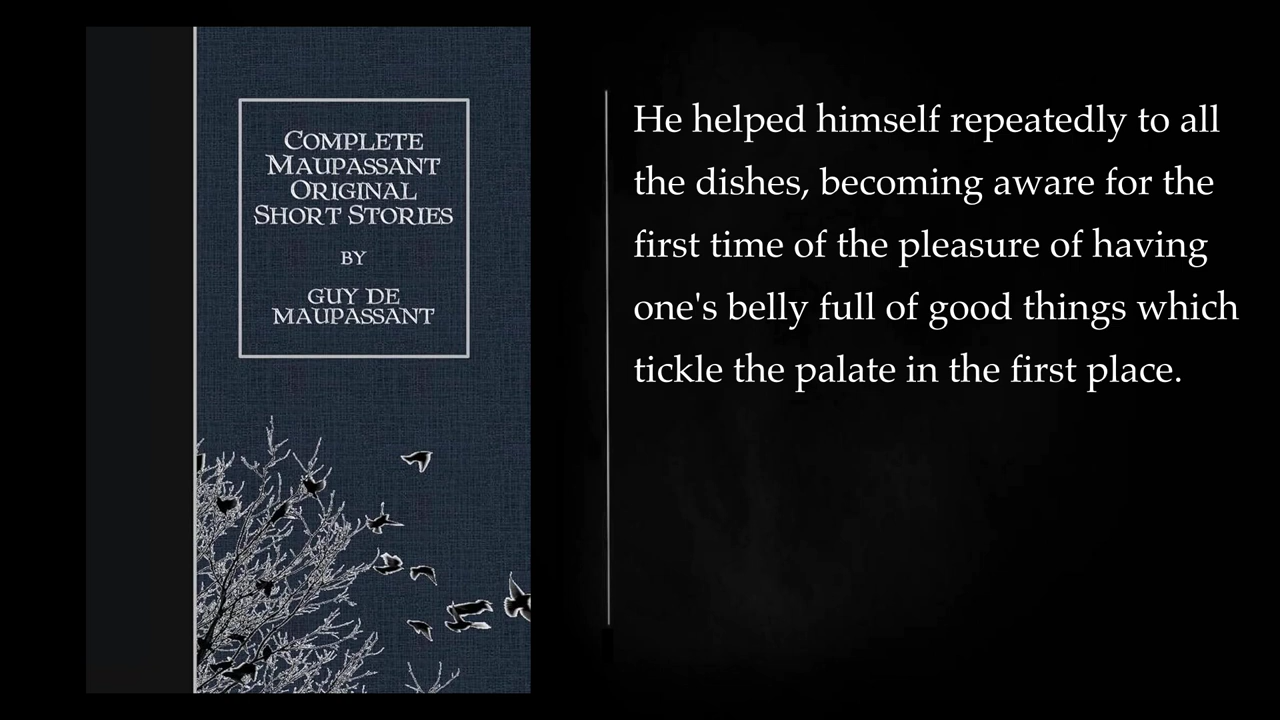 COMPLETE
MAUPASSANT
ORIGINAL
SHORT STORIES
BY
GUY DE
MAUPASSANT
He helped himself repeatedly to all
the dishes, becoming aware for the
first time of the pleasure of having
one's belly full of good things which
tickle the palate in the first place.